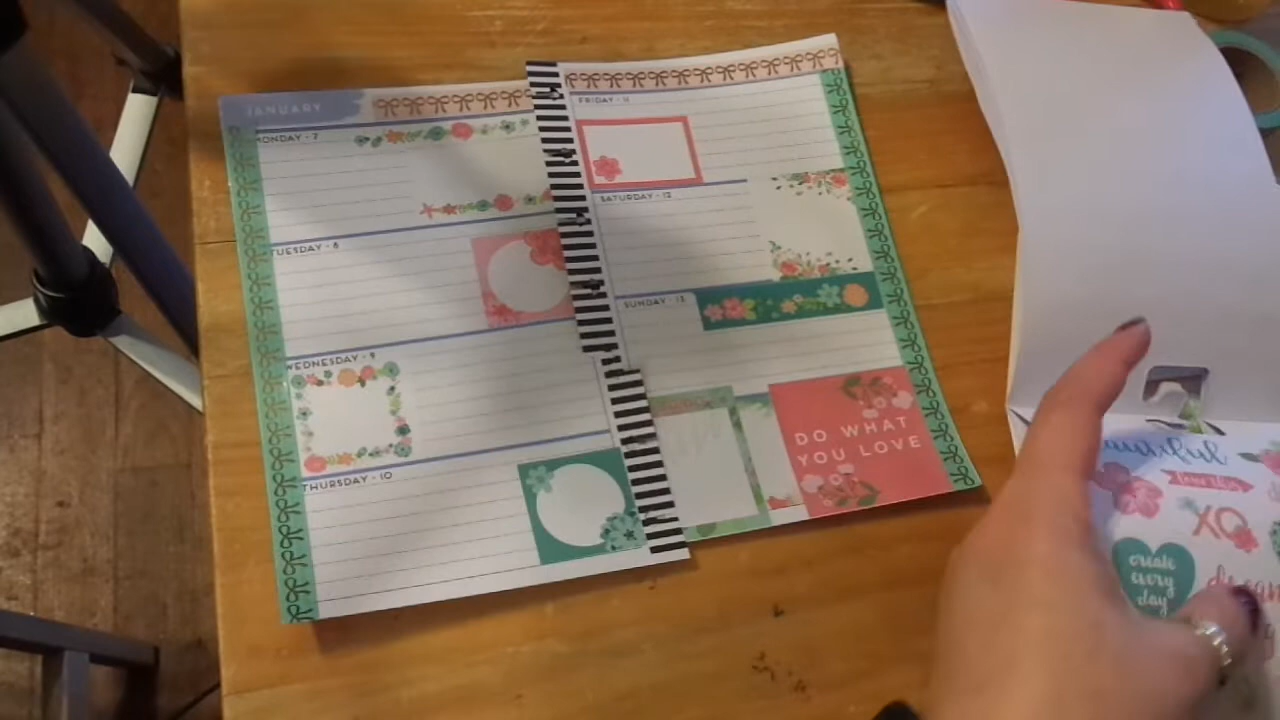 JANUARY
MONDAY - 7
TUESDAY - 8
WEDNESDAY - 9
THURSDAY - 10
FRIDAY - 11
SATURDAY - 12
SUNDAY - 13
DO WHAT
YOU LOVE
XO
create
every
day